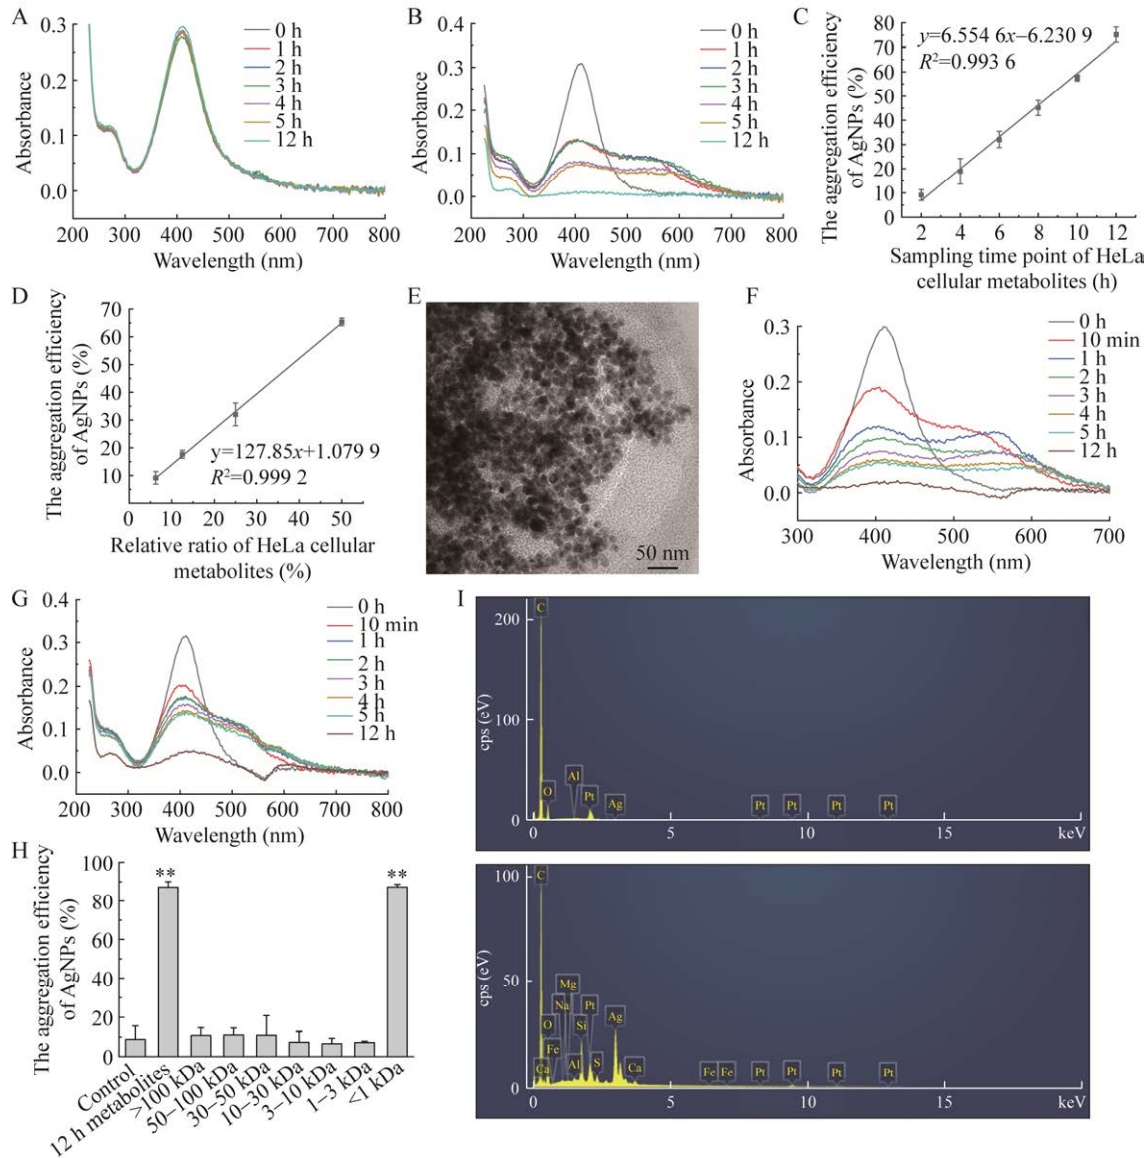 A
0.3
0.2
0.1
0.0
Absorbance
200 300 400 500 600 700 800
Wavelength (nm)
0 h
1 h
2 h
3 h
4 h
5 h
12 h
B
0.4
0.3
0.2
0.1
0.0
Absorbance
200 300 400 500 600 700 800
Wavelength (nm)
0 h
1 h
2 h
3 h
4 h
5 h
12 h
C
The aggregation efficiency
of AgNPs (%)
80
70
60
50
40
30
20
10
0
y=6.554 6x−6.230 9
R²=0.993 6
2 4 6 8 10 12
Sampling time point of HeLa
cellular metabolites (h)
D
The aggregation efficiency
of AgNPs (%)
70
60
50
40
30
20
10
y=127.85x+1.079 9
R²=0.999 2
0 10 20 30 40 50 60
Relative ratio of HeLa cellular
metabolites (%)
E
50 nm
F
0.3
0.2
0.1
0.0
Absorbance
300 400 500 600 700
Wavelength (nm)
0 h
10 min
1 h
2 h
3 h
4 h
5 h
12 h
G
0.4
0.3
0.2
0.1
0.0
Absorbance
200 300 400 500 600 700 800
Wavelength (nm)
0 h
10 min
1 h
2 h
3 h
4 h
5 h
12 h
H
The aggregation efficiency
of AgNPs (%)
100
80
60
40
20
0
** **
Control
12 h metabolites
>100 kDa
50–100 kDa
30–50 kDa
10–30 kDa
3–10 kDa
1–3 kDa
<1 kDa
I
cps (eV)
200
100
0
C
O
Al
Pt
Ag
Pt Pt Pt Pt
0 5 10 15 keV
cps (eV)
100
50
0
C
Mg
Na Pt
O Si Ag
Fe
Ca Al S Ca
Fe Fe Pt Pt Pt Pt
0 5 10 15 keV